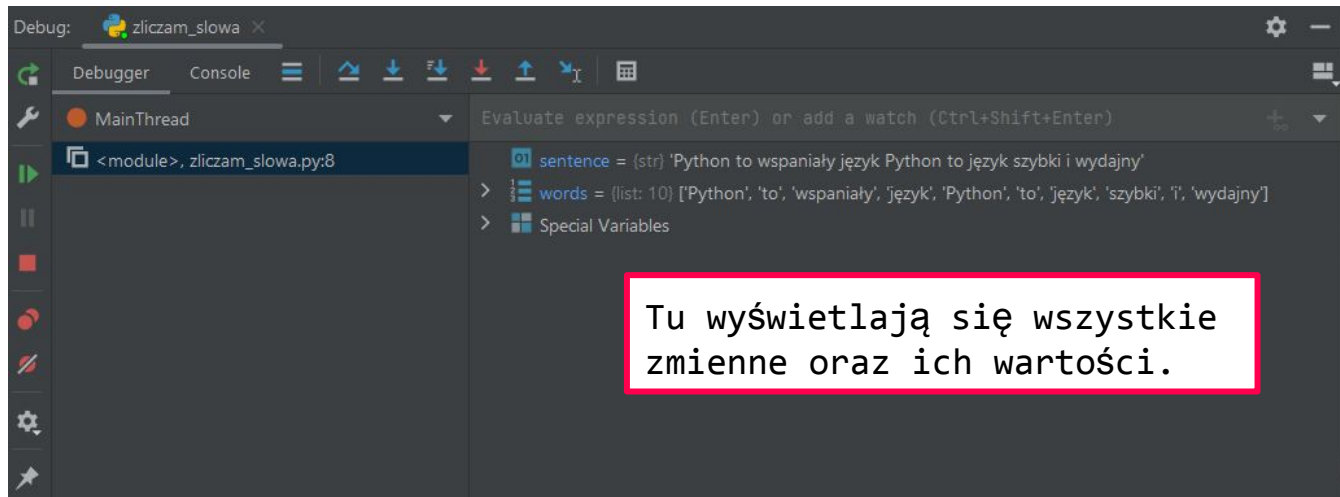 Debug: zliczam_slowa
Debugger Console
MainThread
Evaluate expression (Enter) or add a watch (Ctrl+Shift+Enter)
<module>, zliczam_slowa.py:8
01 sentence = {str} 'Python to wspaniały język Python to język szybki i wydajny'
words = {list: 10} ['Python', 'to', 'wspaniały', 'język', 'Python', 'to', 'język', 'szybki', 'i', 'wydajny']
Special Variables
Tu wyświetlają się wszystkie
zmienne oraz ich wartości.